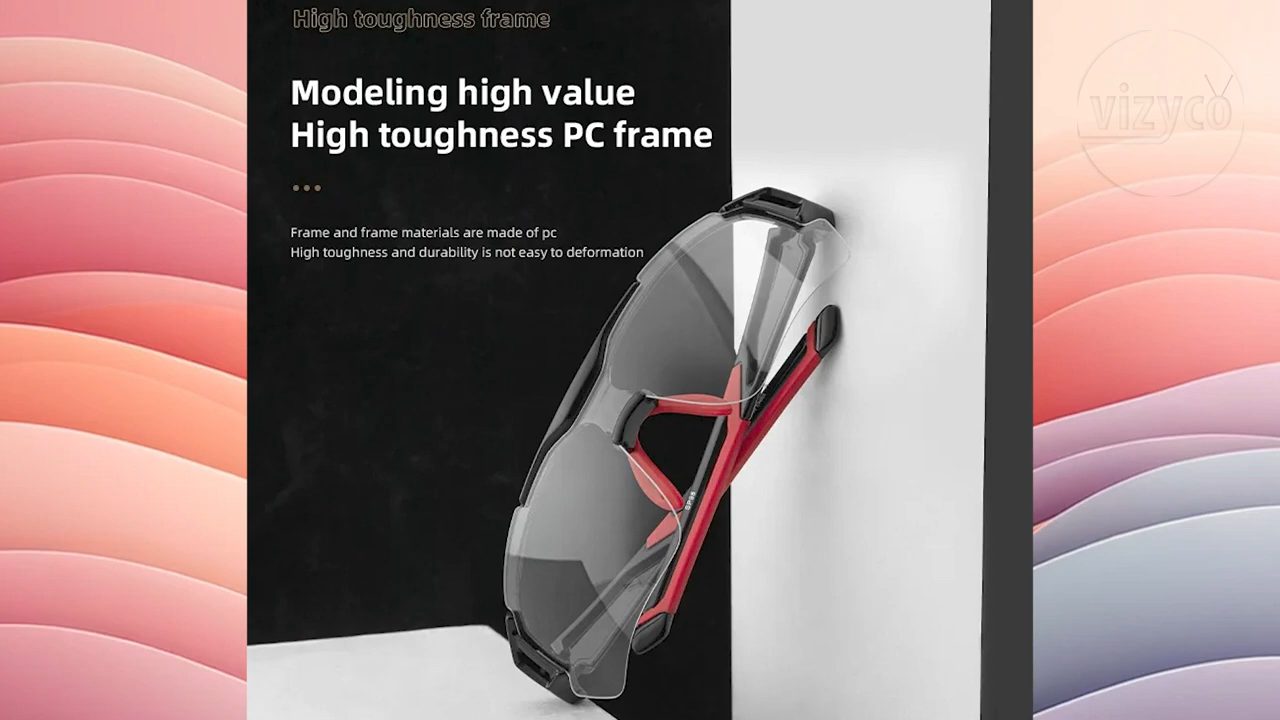 High toughness frame
Modeling high value
High toughness PC frame
Frame and frame materials are made of pc
High toughness and durability is not easy to deformation
vizyco